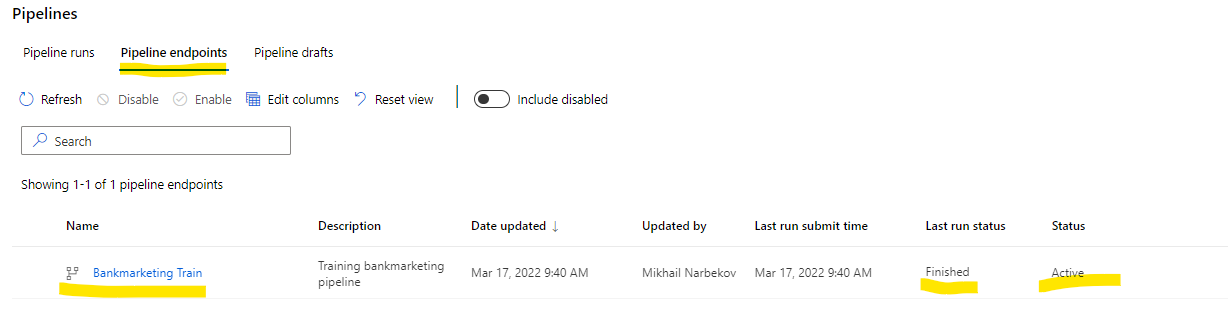 Pipelines
Pipeline runs Pipeline endpoints Pipeline drafts
Refresh Disable Enable Edit columns Reset view Include disabled
Search
Showing 1-1 of 1 pipeline endpoints
Name Description Date updated ↓ Updated by Last run submit time Last run status Status
Bankmarketing Train Training bankmarketing pipeline Mar 17, 2022 9:40 AM Mikhail Narbekov Mar 17, 2022 9:40 AM Finished Active